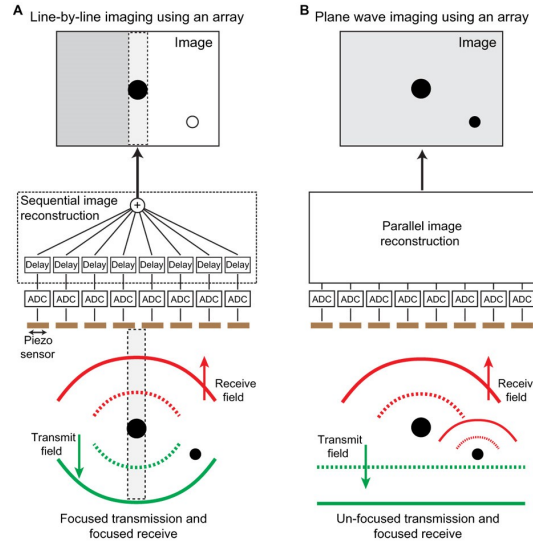 A Line-by-line imaging using an array
Image
Sequential image
reconstruction
+
Delay Delay Delay Delay Delay Delay Delay Delay
ADC ADC ADC ADC ADC ADC ADC ADC
Piezo
sensor
Receive
field
Transmit
field
Focused transmission and
focused receive
B Plane wave imaging using an array
Image
Parallel image
reconstruction
ADC ADC ADC ADC ADC ADC ADC ADC
Receive
field
Transmit
field
Un-focused transmission and
focused receive